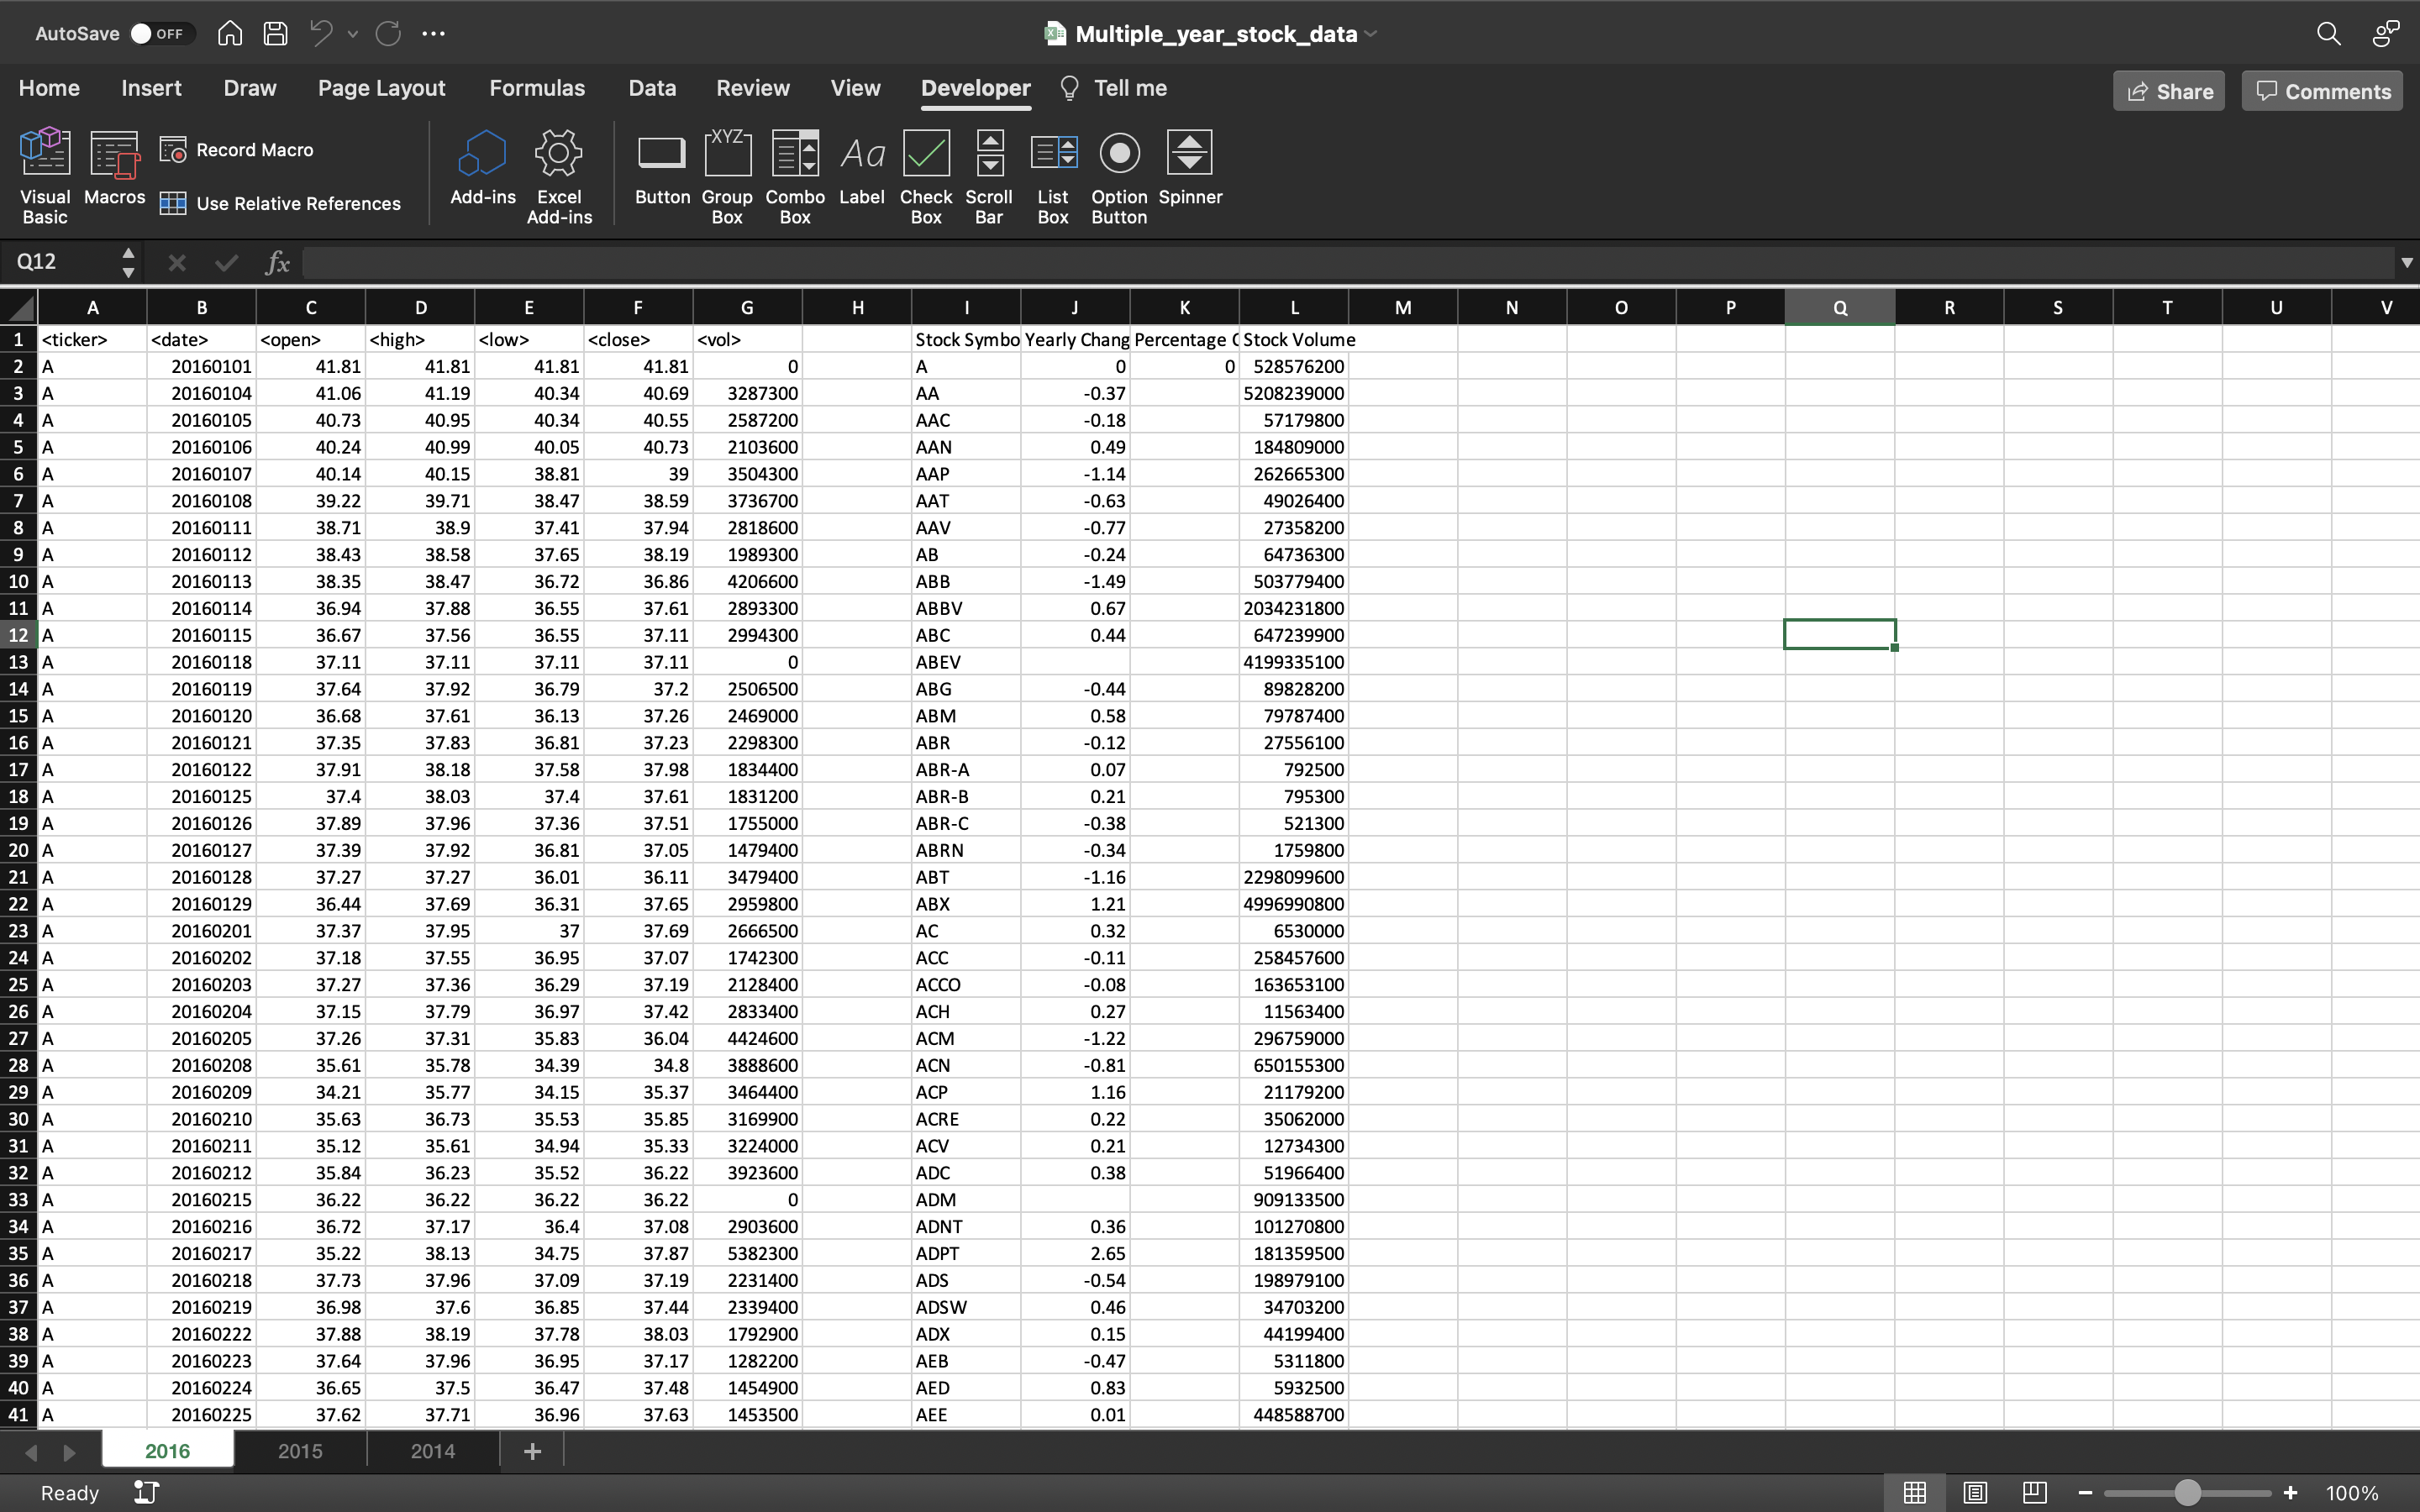 AutoSave OFF Multiple_year_stock_data
Home Insert Draw Page Layout Formulas Data Review View Developer Tell me Share Comments
Visual Basic Macros Record Macro Use Relative References Add-ins Excel Add-ins XYZ Aa Button Group Box Combo Box Label Check Box Scroll Bar List Box Option Button Spinner
Q12 fx
A B C D E F G H I J K L M N O P Q R S T U V
1 <ticker> <date> <open> <high> <low> <close> <vol> Stock Symbo Yearly Chang Percentage C Stock Volume
2 A 20160101 41.81 41.81 41.81 41.81 0 A 0 0 528576200
3 A 20160104 41.06 41.19 40.34 40.69 3287300 AA -0.37 5208239000
4 A 20160105 40.73 40.95 40.34 40.55 2587200 AAC -0.18 57179800
5 A 20160106 40.24 40.99 40.05 40.73 2103600 AAN 0.49 184809000
6 A 20160107 40.14 40.15 38.81 39 3504300 AAP -1.14 262665300
7 A 20160108 39.22 39.71 38.47 38.59 3736700 AAT -0.63 49026400
8 A 20160111 38.71 38.9 37.41 37.94 2818600 AAV -0.77 27358200
9 A 20160112 38.43 38.58 37.65 38.19 1989300 AB -0.24 64736300
10 A 20160113 38.35 38.47 36.72 36.86 4206600 ABB -1.49 503779400
11 A 20160114 36.94 37.88 36.55 37.61 2893300 ABBV 0.67 2034231800
12 A 20160115 36.67 37.56 36.55 37.11 2994300 ABC 0.44 647239900
13 A 20160118 37.11 37.11 37.11 37.11 0 ABEV 4199335100
14 A 20160119 37.64 37.92 36.79 37.2 2506500 ABG -0.44 89828200
15 A 20160120 36.68 37.61 36.13 37.26 2469000 ABM 0.58 79787400
16 A 20160121 37.35 37.83 36.81 37.23 2298300 ABR -0.12 27556100
17 A 20160122 37.91 38.18 37.58 37.98 1834400 ABR-A 0.07 792500
18 A 20160125 37.4 38.03 37.4 37.61 1831200 ABR-B 0.21 795300
19 A 20160126 37.89 37.96 37.36 37.51 1755000 ABR-C -0.38 521300
20 A 20160127 37.39 37.92 36.81 37.05 1479400 ABRN -0.34 1759800
21 A 20160128 37.27 37.27 36.01 36.11 3479400 ABT -1.16 2298099600
22 A 20160129 36.44 37.69 36.31 37.65 2959800 ABX 1.21 4996990800
23 A 20160201 37.37 37.95 37 37.69 2666500 AC 0.32 6530000
24 A 20160202 37.18 37.55 36.95 37.07 1742300 ACC -0.11 258457600
25 A 20160203 37.27 37.36 36.29 37.19 2128400 ACCO -0.08 163653100
26 A 20160204 37.15 37.79 36.97 37.42 2833400 ACH 0.27 11563400
27 A 20160205 37.26 37.31 35.83 36.04 4424600 ACM -1.22 296759000
28 A 20160208 35.61 35.78 34.39 34.8 3888600 ACN -0.81 650155300
29 A 20160209 34.21 35.77 34.15 35.37 3464400 ACP 1.16 21179200
30 A 20160210 35.63 36.73 35.53 35.85 3169900 ACRE 0.22 35062000
31 A 20160211 35.12 35.61 34.94 35.33 3224000 ACV 0.21 12734300
32 A 20160212 35.84 36.23 35.52 36.22 3923600 ADC 0.38 51966400
33 A 20160215 36.22 36.22 36.22 36.22 0 ADM 909133500
34 A 20160216 36.72 37.17 36.4 37.08 2903600 ADNT 0.36 101270800
35 A 20160217 35.22 38.13 34.75 37.87 5382300 ADPT 2.65 181359500
36 A 20160218 37.73 37.96 37.09 37.19 2231400 ADS -0.54 198979100
37 A 20160219 36.98 37.6 36.85 37.44 2339400 ADSW 0.46 34703200
38 A 20160222 37.88 38.19 37.78 38.03 1792900 ADX 0.15 44199400
39 A 20160223 37.64 37.96 36.95 37.17 1282200 AEB -0.47 5311800
40 A 20160224 36.65 37.5 36.47 37.48 1454900 AED 0.83 5932500
41 A 20160225 37.62 37.71 36.96 37.63 1453500 AEE 0.01 448588700
2016 2015 2014 +
Ready 100%